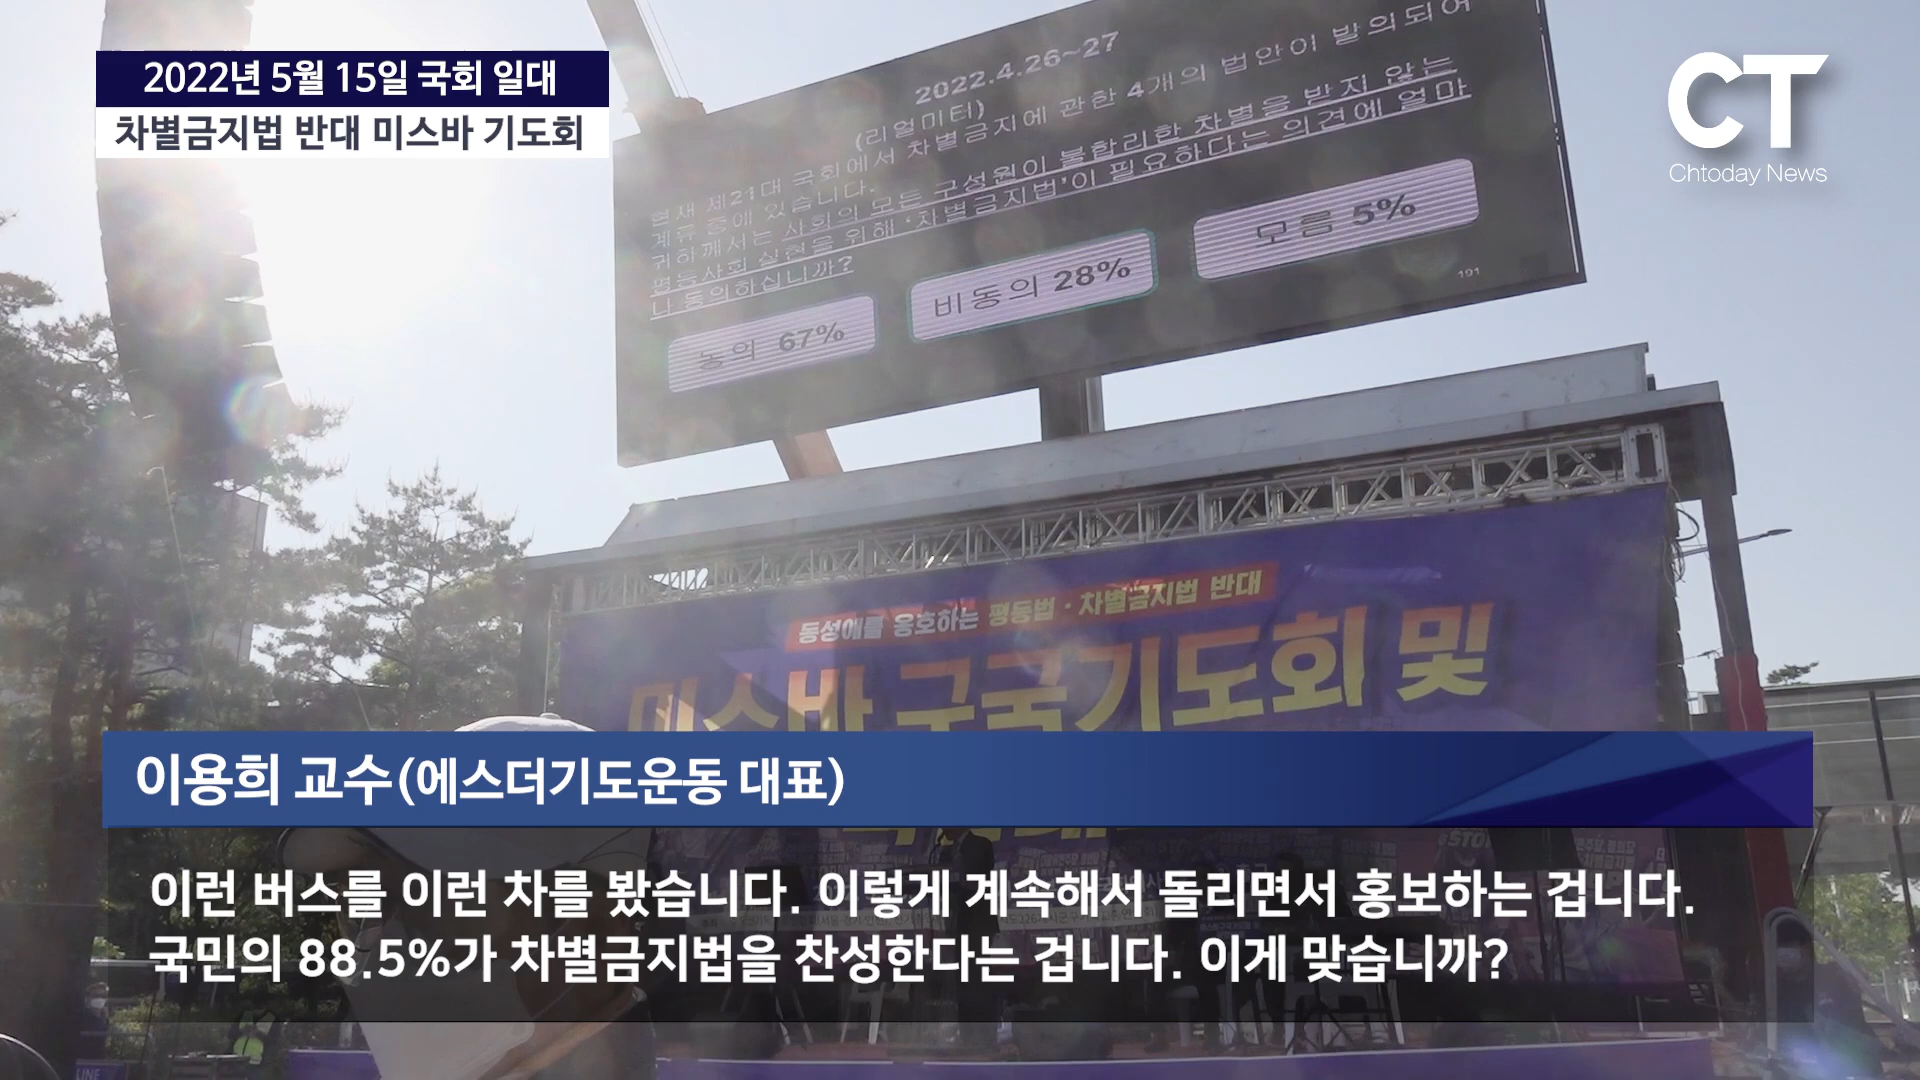 2022년 5월 15일 국회 일대
차별금지법 반대 미스바 기도회
CT
Chtoday News
2022.4.26~27
(리얼미터)
현재 제21대 국회에서 차별금지에 관한 4개의 법안이 발의되어
계류 중에 있습니다.
귀하께서는 사회의 모든 구성원이 불합리한 차별을 받지 않는
평등사회 실현을 위해 '차별금지법'이 필요하다는 의견에 얼마
나 동의하십니까?
동의 67%
비동의 28%
모름 5%
191
동성애를 옹호하는 평등법·차별금지법 반대
미스바 구국기도회 및
이용희 교수(에스더기도운동 대표)
이런 버스를 이런 차를 봤습니다. 이렇게 계속해서 돌리면서 홍보하는 겁니다.
국민의 88.5%가 차별금지법을 찬성한다는 겁니다. 이게 맞습니까?
LINE